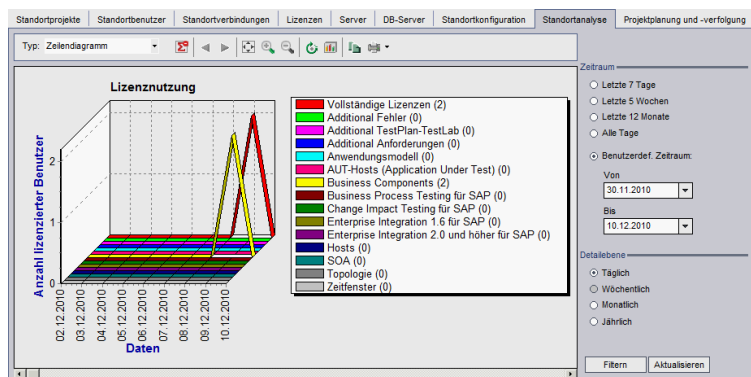 Standortprojekte Standortbenutzer Standortverbindungen Lizenzen Server DB-Server Standortkonfiguration Standortanalyse Projektplanung und -verfolgung
Typ: Zeilendiagramm
Lizenznutzung
Anzahl lizenzierter Benutzer
2
1
0
02.12.2010
03.12.2010
04.12.2010
05.12.2010
06.12.2010
07.12.2010
08.12.2010
09.12.2010
10.12.2010
Daten
Vollständige Lizenzen (2)
Additional Fehler (0)
Additional TestPlan-TestLab (0)
Additional Anforderungen (0)
Anwendungsmodell (0)
AUT-Hosts (Application Under Test) (0)
Business Components (2)
Business Process Testing für SAP (0)
Change Impact Testing für SAP (0)
Enterprise Integration 1.6 für SAP (0)
Enterprise Integration 2.0 und höher für SAP (0)
Hosts (0)
SOA (0)
Topologie (0)
Zeitfenster (0)
Zeitraum
Letzte 7 Tage
Letzte 5 Wochen
Letzte 12 Monate
Alle Tage
Benutzerdef. Zeitraum:
Von
30.11.2010
Bis
10.12.2010
Detailebene
Täglich
Wöchentlich
Monatlich
Jährlich
Filtern Aktualisieren